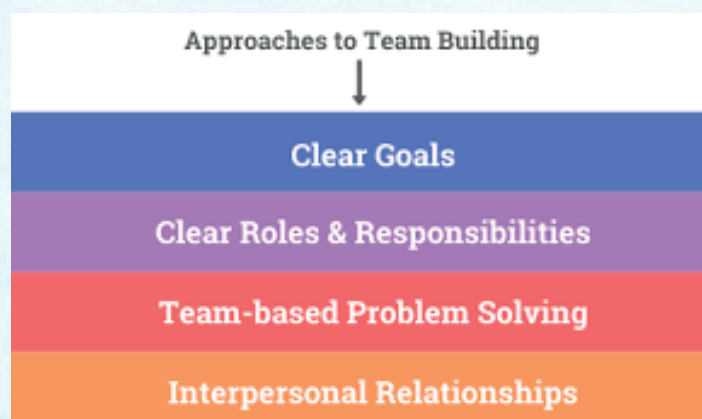 Approaches to Team Building
Clear Goals
Clear Roles & Responsibilities
Team-based Problem Solving
Interpersonal Relationships